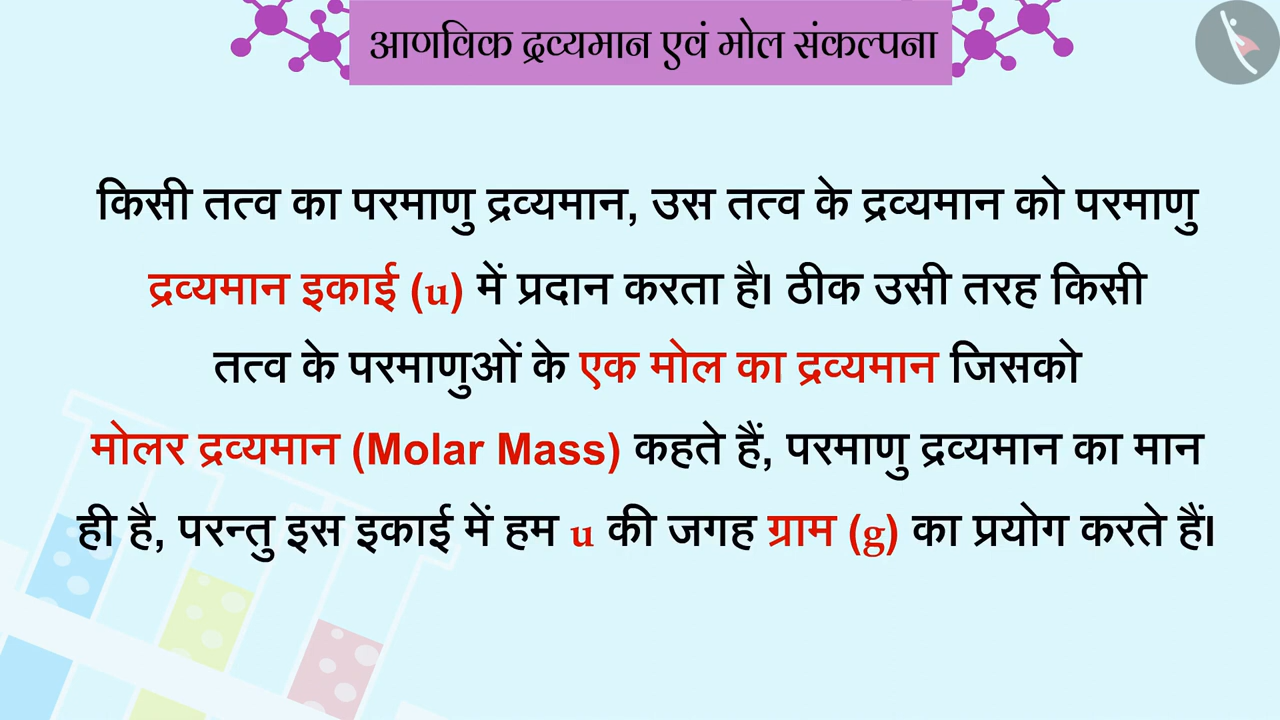 आणविक द्रव्यमान एवं मोल संकल्पना
किसी तत्व का परमाणु द्रव्यमान, उस तत्व के द्रव्यमान को परमाणु
द्रव्यमान इकाई (u) में प्रदान करता है। ठीक उसी तरह किसी
तत्व के परमाणुओं के एक मोल का द्रव्यमान जिसको
मोलर द्रव्यमान (Molar Mass) कहते हैं, परमाणु द्रव्यमान का मान
ही है, परन्तु इस इकाई में हम u की जगह ग्राम (g) का प्रयोग करते हैं।